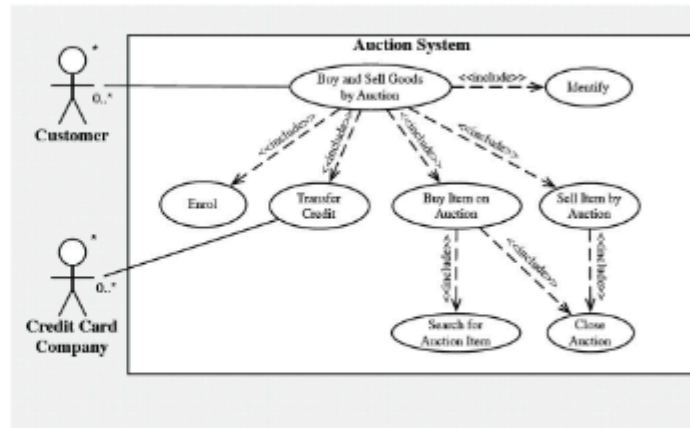 Auction System
*
Buy and Sell Goods
by Auction
<<include>>
Identify
0..*
Customer
<<include>>
<<include>>
<<include>>
<<include>>
Enrol
Transfer
Credit
Buy Item on
Auction
Sell Item by
Auction
*
0..*
<<include>>
<<include>>
<<include>>
Credit Card
Company
Search for
Auction Item
Close
Auction